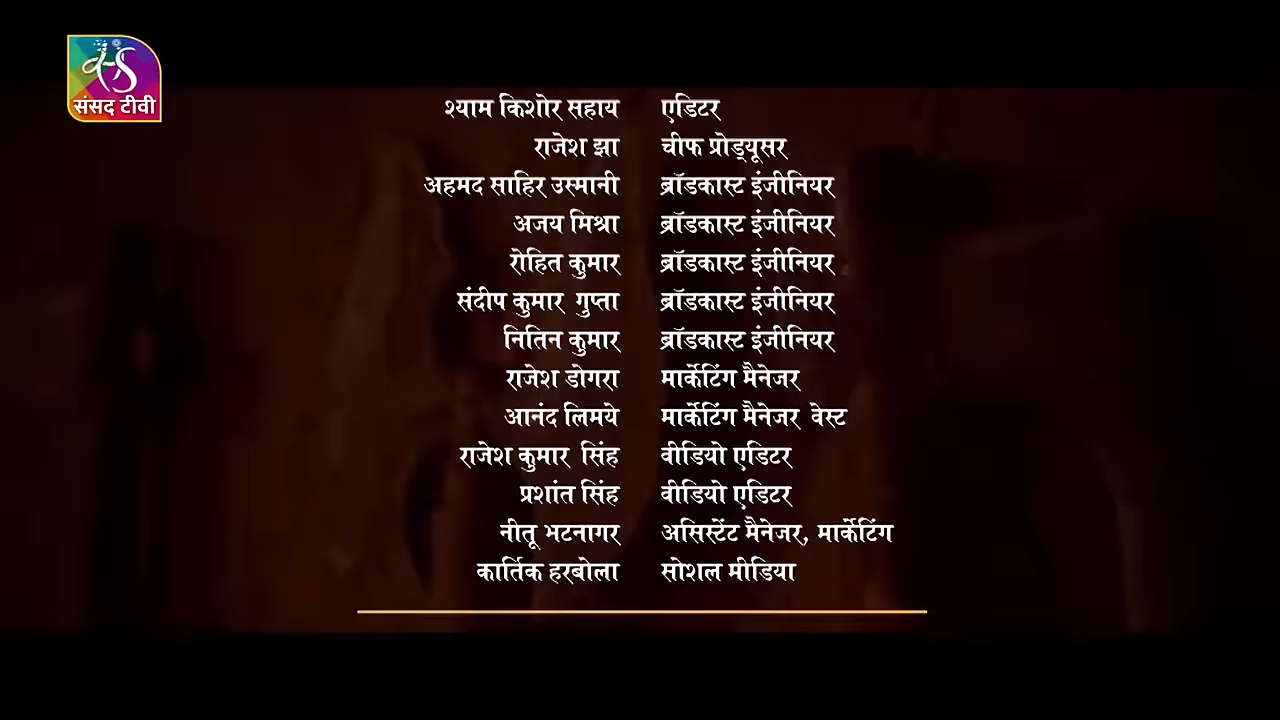 संसद टीवी
श्याम किशोर सहाय एडिटर
राजेश झा चीफ प्रोड्यूसर
अहमद साहिर उस्मानी ब्रॉडकास्ट इंजीनियर
अजय मिश्रा ब्रॉडकास्ट इंजीनियर
रोहित कुमार ब्रॉडकास्ट इंजीनियर
संदीप कुमार गुप्ता ब्रॉडकास्ट इंजीनियर
नितिन कुमार ब्रॉडकास्ट इंजीनियर
राजेश डोगरा मार्केटिंग मैनेजर
आनंद लिमये मार्केटिंग मैनेजर वेस्ट
राजेश कुमार सिंह वीडियो एडिटर
प्रशांत सिंह वीडियो एडिटर
नीतू भटनागर असिस्टेंट मैनेजर, मार्केटिंग
कार्तिक हरबोला सोशल मीडिया